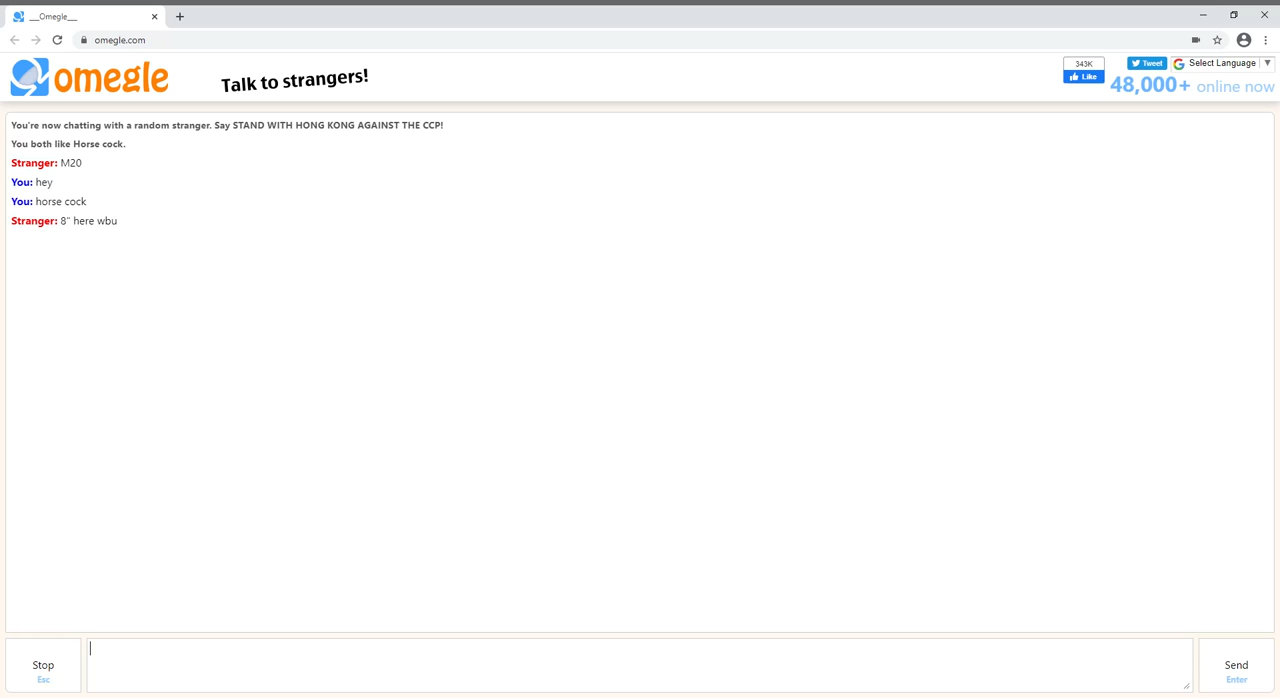 __Omegle__
omegle.com
omegle
Talk to strangers!
343K
Like
Tweet
Select Language
48,000+ online now
You're now chatting with a random stranger. Say STAND WITH HONG KONG AGAINST THE CCP!
You both like Horse cock.
Stranger: M20
You: hey
You: horse cock
Stranger: 8" here wbu
Stop
Esc
Send
Enter